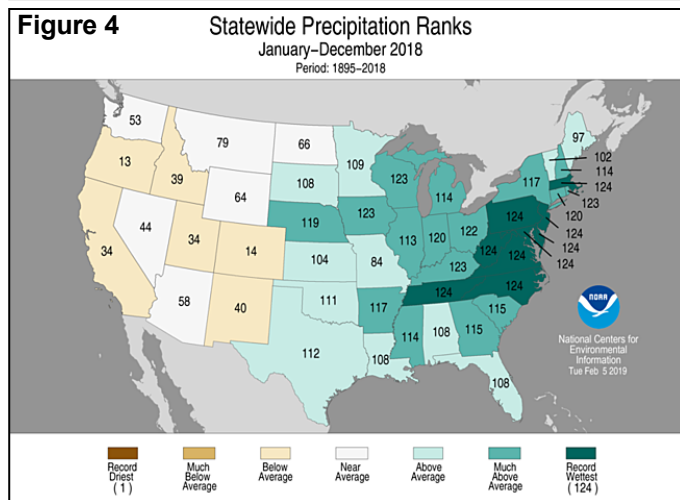 Figure 4
Statewide Precipitation Ranks
January–December 2018
Period: 1895–2018
53
79
66
109
97
13
39
64
108
123
114
117
102
114
124
123
120
124
124
124
44
34
14
119
123
113
120
122
124
124
124
34
104
84
123
124
124
58
40
111
117
115
112
108
114
108
115
108
NOAA
National Centers for
Environmental
Information
Tue Feb 5 2019
Record
Driest
( 1 )
Much
Below
Average
Below
Average
Near
Average
Above
Average
Much
Above
Average
Record
Wettest
( 124 )